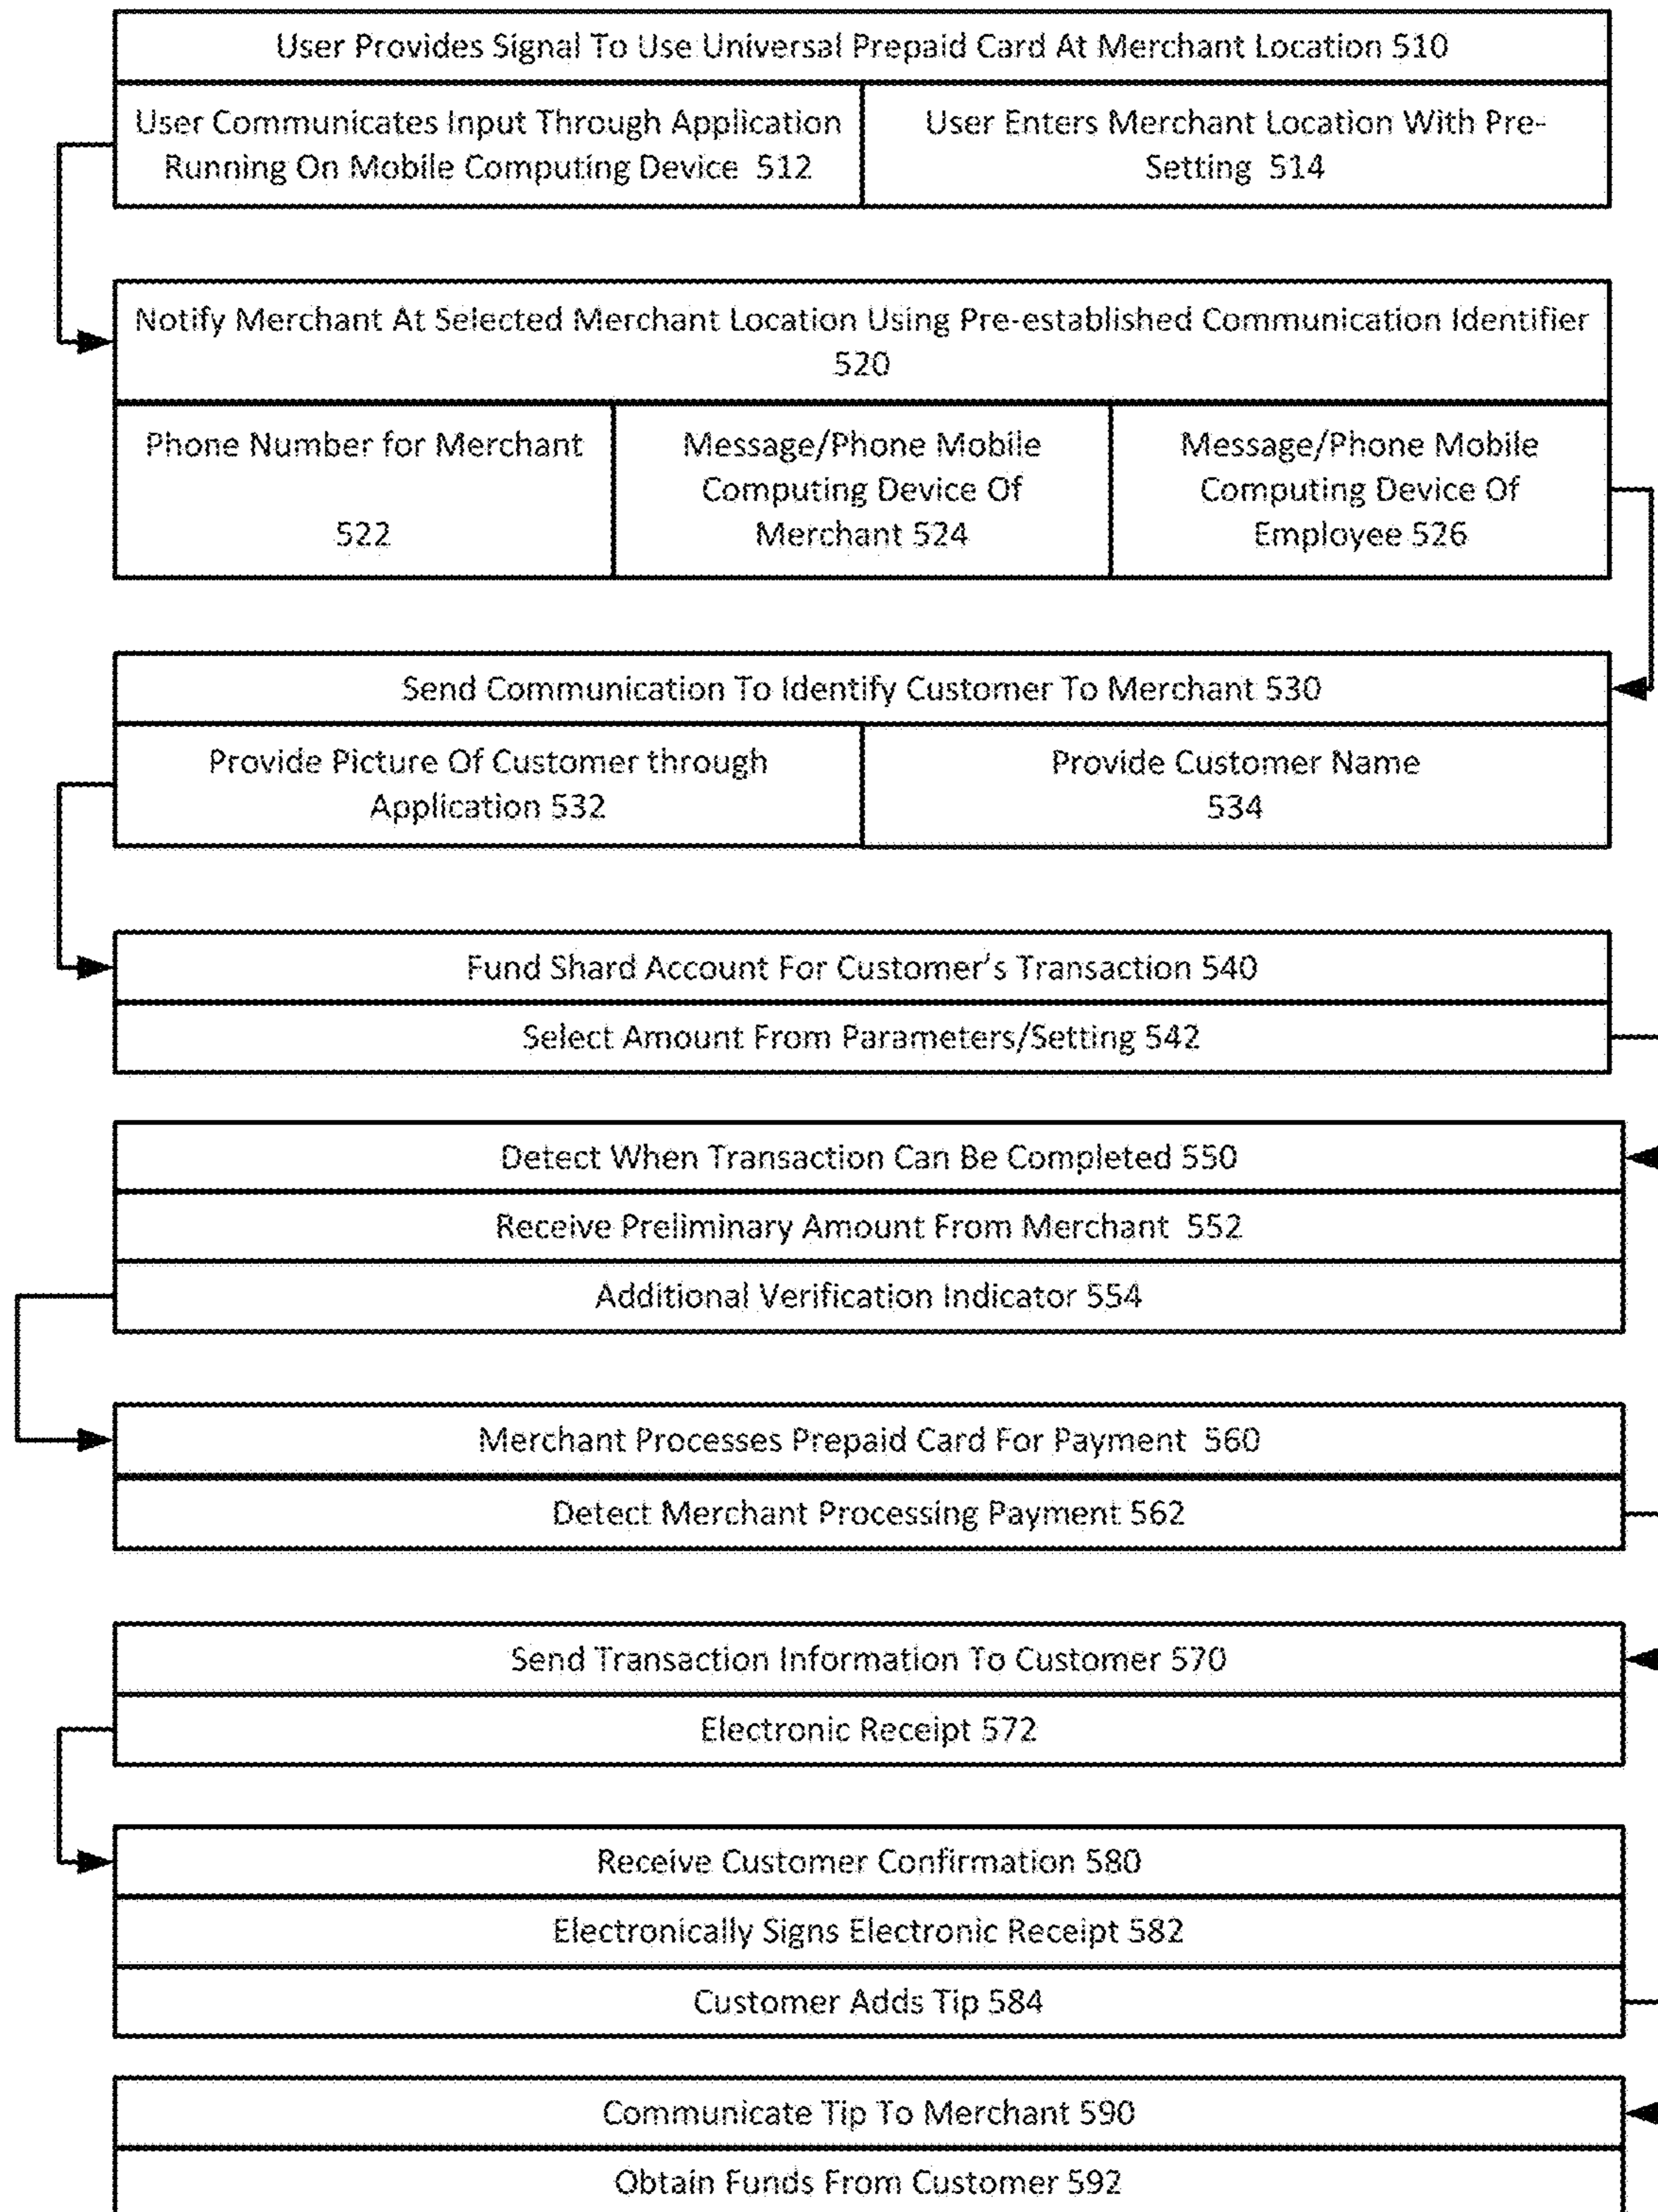 User Provides Signal To Use Universal Prepaid Card At Merchant Location 510
User Communicates Input Through Application
Running On Mobile Computing Device 512
User Enters Merchant Location With Pre-
Setting 514
Notify Merchant At Selected Merchant Location Using Pre-established Communication Identifier
520
Phone Number for Merchant
522
Message/Phone Mobile
Computing Device Of
Merchant 524
Message/Phone Mobile
Computing Device Of
Employee 526
Send Communication To Identify Customer To Merchant 530
Provide Picture Of Customer through
Application 532
Provide Customer Name
534
Fund Shard Account For Customer's Transaction 540
Select Amount From Parameters/Setting 542
Detect When Transaction Can Be Completed 550
Receive Preliminary Amount From Merchant 552
Additional Verification Indicator 554
Merchant Processes Prepaid Card For Payment 560
Detect Merchant Processing Payment 562
Send Transaction Information To Customer 570
Electronic Receipt 572
Receive Customer Confirmation 580
Electronically Signs Electronic Receipt 582
Customer Adds Tip 584
Communicate Tip To Merchant 590
Obtain Funds From Customer 592